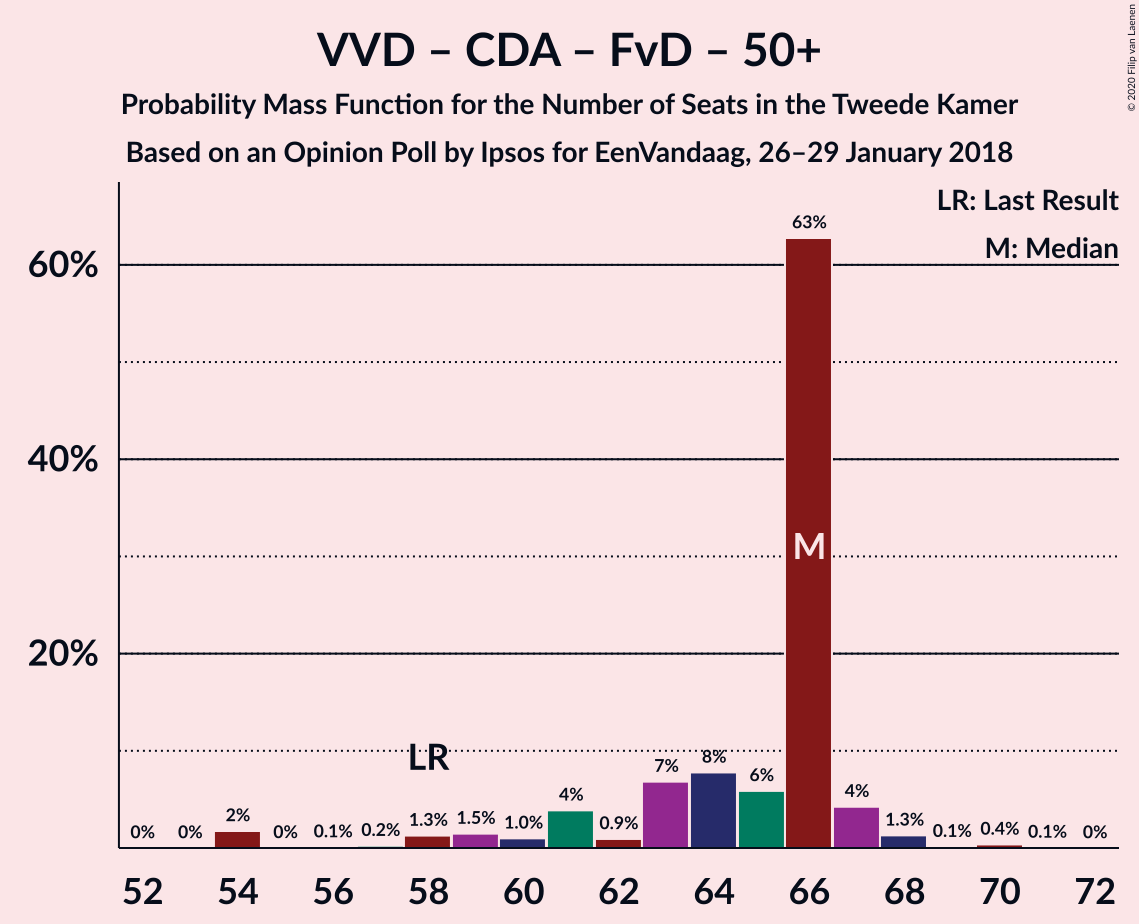 VVD – CDA – FvD – 50+
Probability Mass Function for the Number of Seats in the Tweede Kamer
Based on an Opinion Poll by Ipsos for EenVandaag, 26–29 January 2018
© 2020 Filip van Laenen
LR: Last Result
M: Median
60%
40%
20%
0% 0% 2% 0% 0.1% 0.2% 1.3% 1.5% 1.0% 4% 0.9% 7% 8% 6% 63% 4% 1.3% 0.1% 0.4% 0.1% 0%
LR
M
52 54 56 58 60 62 64 66 68 70 72